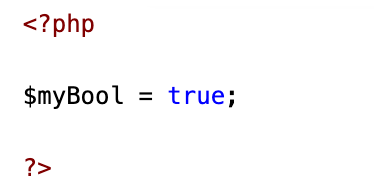 <?php
$myBool = true;
?>